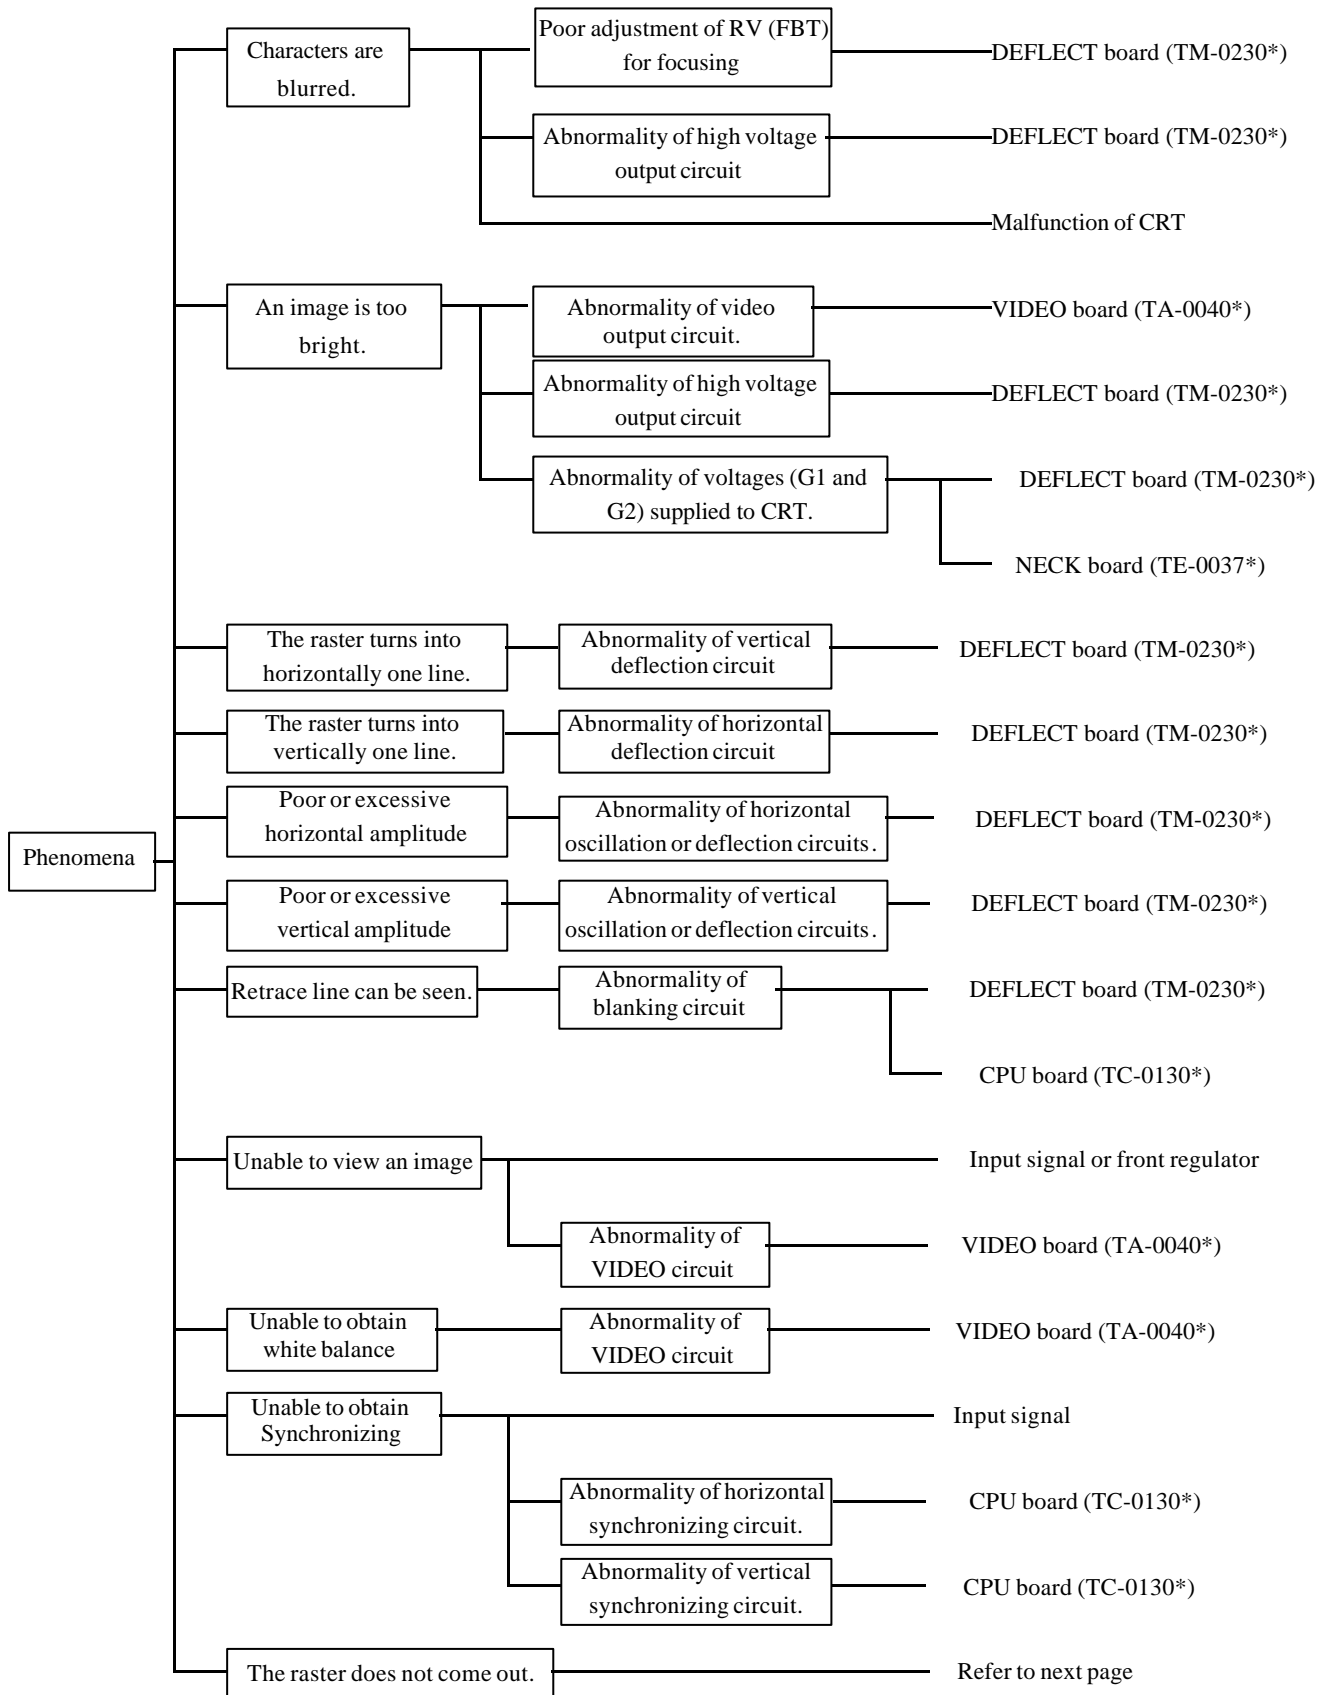 Characters are
blurred.
Poor adjustment of RV (FBT)
for focusing
DEFLECT board (TM-0230*)
Abnormality of high voltage
output circuit
DEFLECT board (TM-0230*)
Malfunction of CRT
An image is too
bright.
Abnormality of video
output circuit.
VIDEO board (TA-0040*)
Abnormality of high voltage
output circuit
DEFLECT board (TM-0230*)
Abnormality of voltages (G1 and
G2) supplied to CRT.
DEFLECT board (TM-0230*)
NECK board (TE-0037*)
The raster turns into
horizontally one line.
Abnormality of vertical
deflection circuit
DEFLECT board (TM-0230*)
The raster turns into
vertically one line.
Abnormality of horizontal
deflection circuit
DEFLECT board (TM-0230*)
Poor or excessive
horizontal amplitude
Abnormality of horizontal
oscillation or deflection circuits.
DEFLECT board (TM-0230*)
Phenomena
Poor or excessive
vertical amplitude
Abnormality of vertical
oscillation or deflection circuits.
DEFLECT board (TM-0230*)
Retrace line can be seen.
Abnormality of
blanking circuit
DEFLECT board (TM-0230*)
CPU board (TC-0130*)
Unable to view an image
Input signal or front regulator
Abnormality of
VIDEO circuit
VIDEO board (TA-0040*)
Unable to obtain
white balance
Abnormality of
VIDEO circuit
VIDEO board (TA-0040*)
Unable to obtain
Synchronizing
Input signal
Abnormality of horizontal
synchronizing circuit.
CPU board (TC-0130*)
Abnormality of vertical
synchronizing circuit.
CPU board (TC-0130*)
The raster does not come out.
Refer to next page